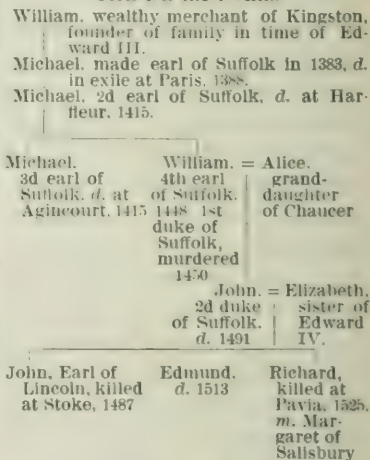 William, wealthy merchant of Kingston,
founder of family in time of Ed-
ward III.
Michael, made earl of Suffolk in 1383, d.
in exile at Paris, 1388.
Michael, 2d earl of Suffolk, d. at Har-
fleur, 1415.
Michael,
3d earl of
Suffolk, d. at
Agincourt, 1415
William, = Alice,
4th earl
of Suffolk,
1448 1st
duke of
Suffolk,
murdered
1450
grand-
daughter
of Chaucer
John, = Elizabeth,
2d duke
of Suffolk,
d. 1491
sister of
Edward
IV.
John, Earl of
Lincoln, killed
at Stoke, 1487
Edmund,
d. 1513
Richard,
killed at
Pavia, 1525,
m. Mar-
garet of
Salisbury